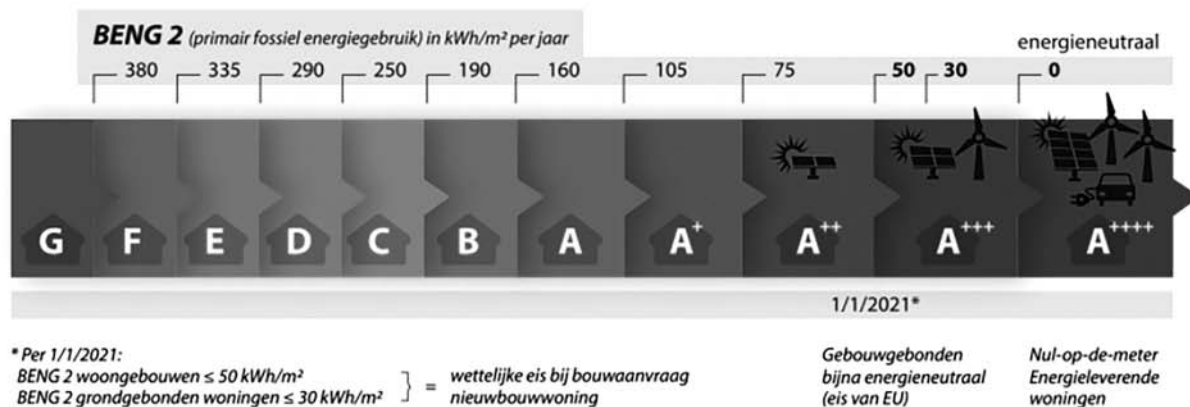 BENG 2 (primair fossiel energiegebruik) in kWh/m² per jaar
energieneutraal
380 335 290 250 190 160 105 75 50 30 0
G F E D C B A A+ A++ A+++ A++++
1/1/2021*
* Per 1/1/2021:
BENG 2 woongebouwen ≤ 50 kWh/m²
BENG 2 grondgebonden woningen ≤ 30 kWh/m²
} = wettelijke eis bij bouwaanvraag
nieuwbouwwoning
Gebouwgebonden
bijna energieneutraal
(eis van EU)
Nul-op-de-meter
Energieleverende
woningen